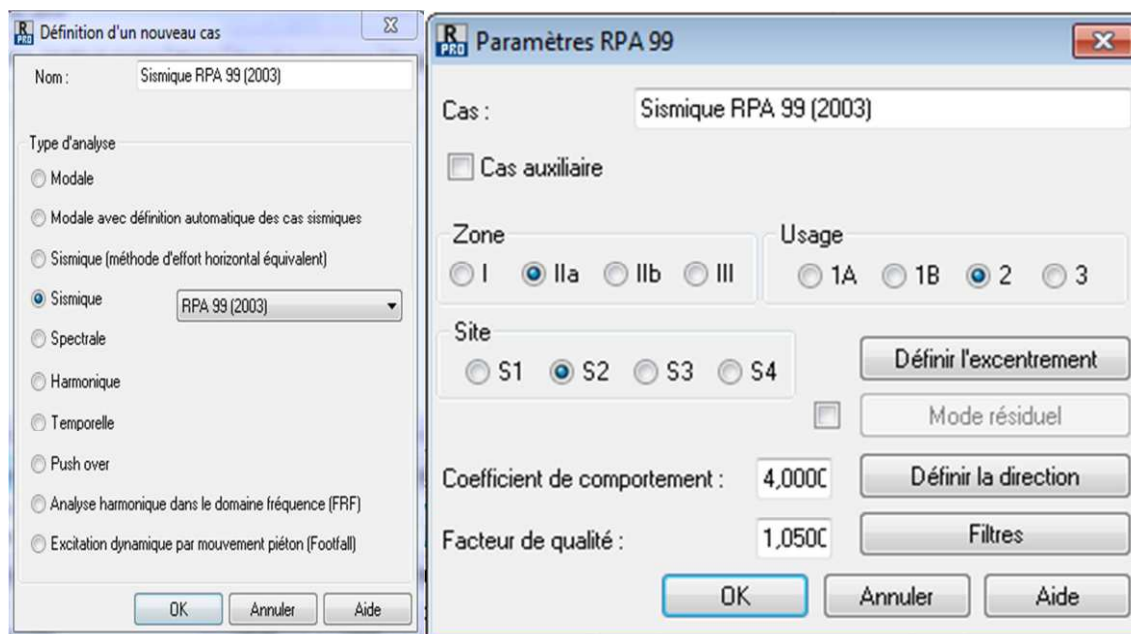 R PRO Définition d'un nouveau cas
Nom : Sismique RPA 99 (2003)
Type d'analyse
Modale
Modale avec définition automatique des cas sismiques
Sismique (méthode d'effort horizontal équivalent)
Sismique RPA 99 (2003)
Spectrale
Harmonique
Temporelle
Push over
Analyse harmonique dans le domaine fréquence (FRF)
Excitation dynamique par mouvement piéton (Footfall)
OK Annuler Aide
R PRO Paramètres RPA 99
Cas : Sismique RPA 99 (2003)
Cas auxiliaire
Zone
I IIa IIb III
Usage
1A 1B 2 3
Site
S1 S2 S3 S4
Définir l'excentrement
Mode résiduel
Coefficient de comportement : 4,0000 Définir la direction
Facteur de qualité : 1,0500 Filtres
OK Annuler Aide